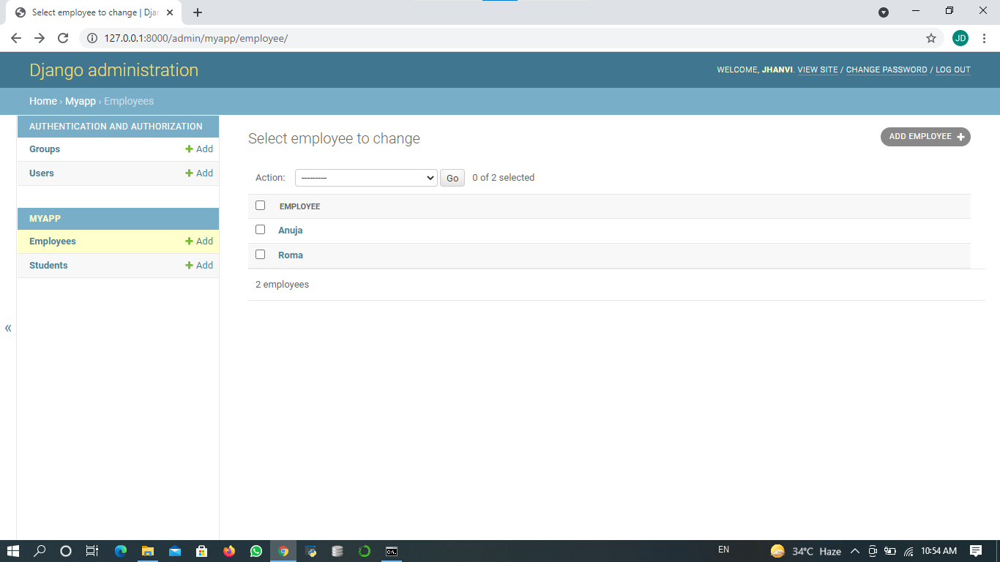 Select employee to change | Djan
127.0.0.1:8000/admin/myapp/employee/
JD
Django administration
WELCOME, JHANVI. VIEW SITE / CHANGE PASSWORD / LOG OUT
Home › Myapp › Employees
AUTHENTICATION AND AUTHORIZATION
Groups + Add
Users + Add
MYAPP
Employees + Add
Students + Add
«
Select employee to change
ADD EMPLOYEE +
Action: --------- Go 0 of 2 selected
EMPLOYEE
Anuja
Roma
2 employees
EN
34°C Haze
10:54 AM